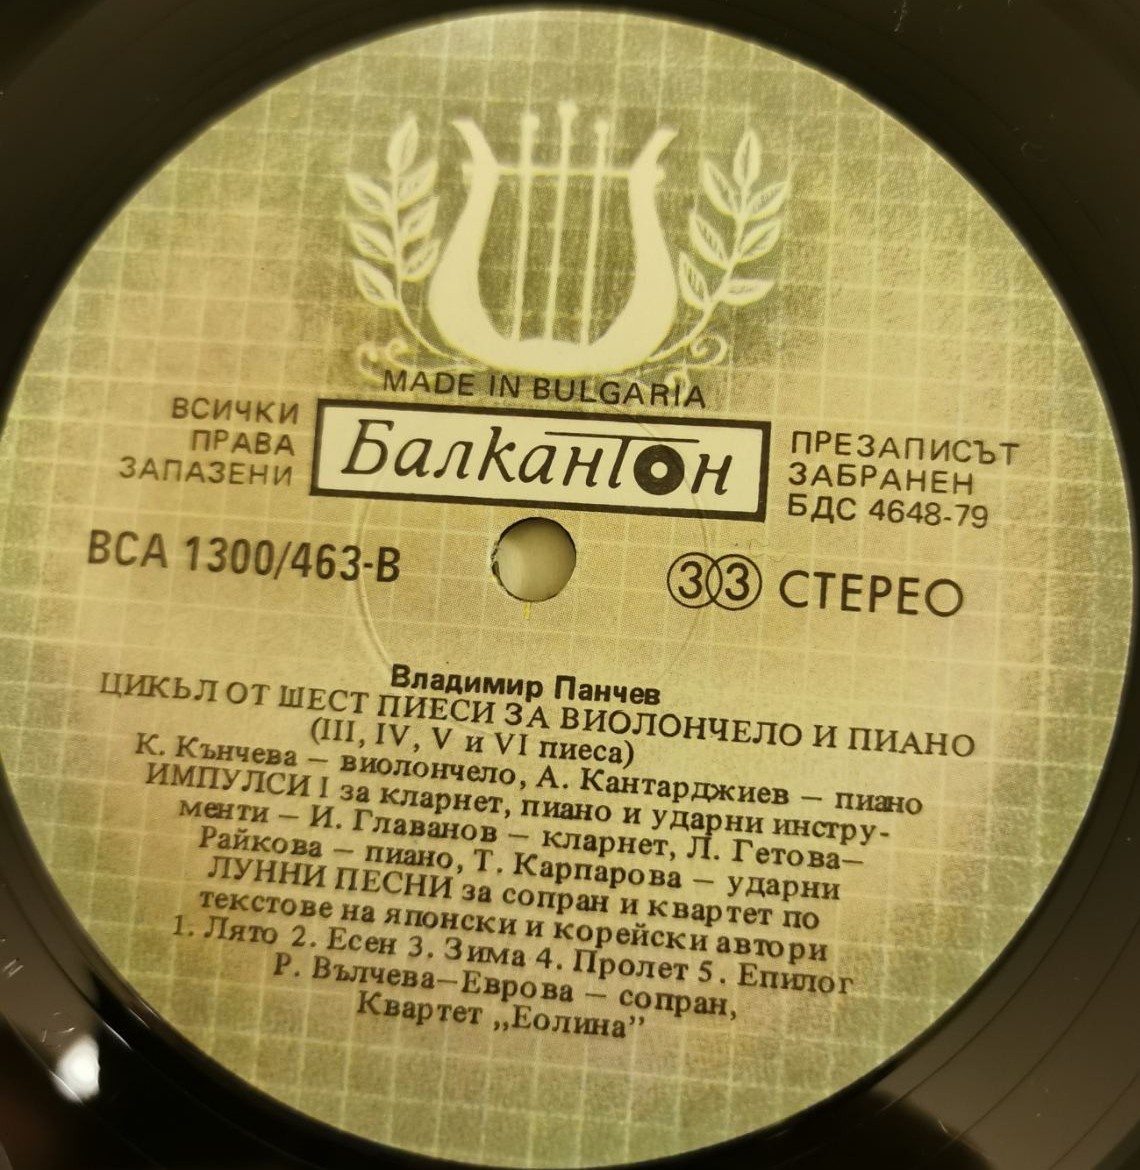 MADE IN BULGARIA
ВСИЧКИ
ПРАВА
ЗАПАЗЕНИ
Балкантон
ПРЕЗАПИСЪТ
ЗАБРАНЕН
БДС 4648-79
ВСА 1300/463-В
33 СТЕРЕО
Владимир Панчев
ЦИКЪЛ ОТ ШЕСТ ПИЕСИ ЗА ВИОЛОНЧЕЛО И ПИАНО
(III, IV, V и VI пиеса)
К. Кънчева — виолончело, А. Кантарджиев — пиано
ИМПУЛСИ I за кларнет, пиано и ударни инстру-
менти — И. Главанов — кларнет, Л. Гетова—
Райкова — пиано, Т. Карпарова — ударни
ЛУННИ ПЕСНИ за сопран и квартет по
текстове на японски и корейски автори
1. Лято 2. Есен 3. Зима 4. Пролет 5. Епилог
Р. Вълчева—Еврова — сопран,
Квартет „Еолина”